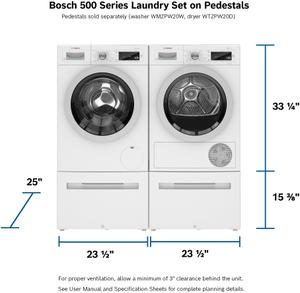 Bosch 500 Series Laundry Set on Pedestals
Pedestals sold separately (washer WMZPW20W, dryer WTZPW20D)
33 ¼"
25"
15 ⅜"
23 ½"
23 ½"
For proper ventilation, allow a minimum of 3" clearance behind the unit.
See User Manual and Specification Sheets for complete planning details.